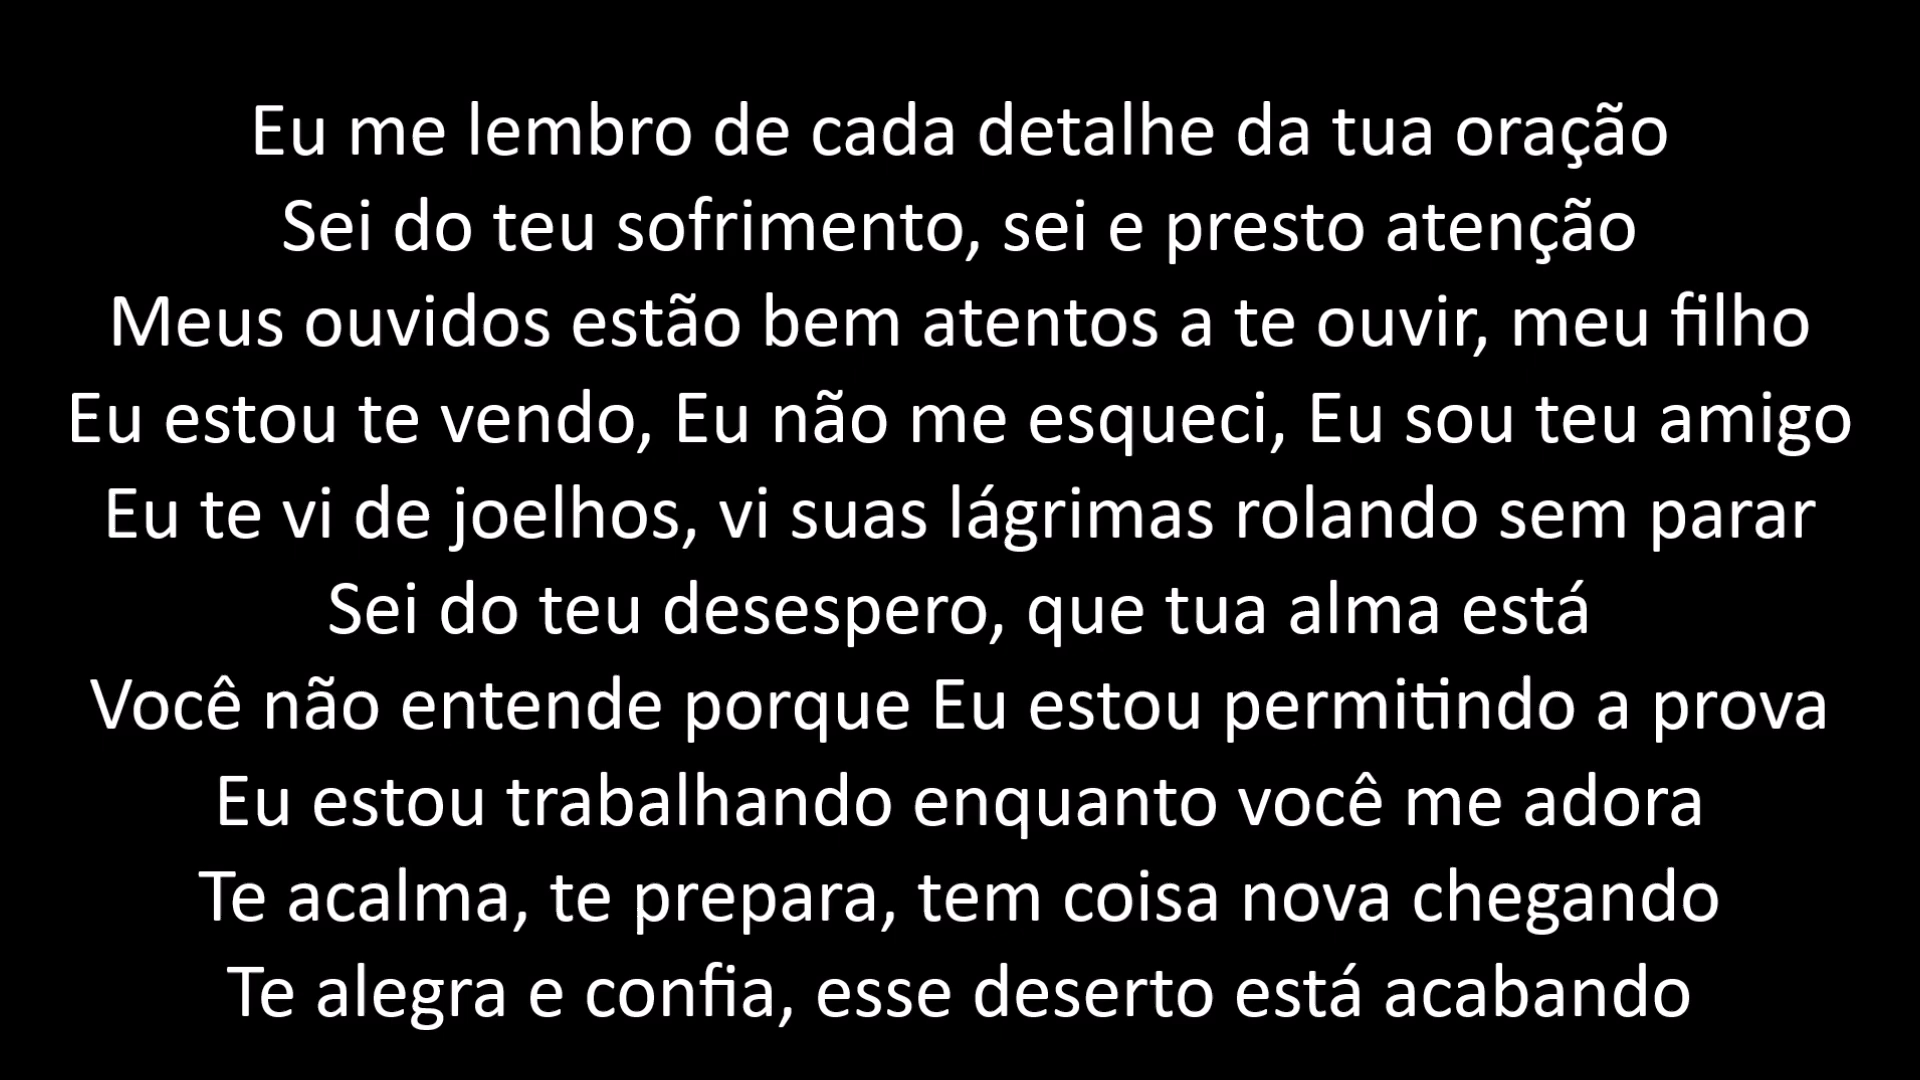 Eu me lembro de cada detalhe da tua oração
Sei do teu sofrimento, sei e presto atenção
Meus ouvidos estão bem atentos a te ouvir, meu filho
Eu estou te vendo, Eu não me esqueci, Eu sou teu amigo
Eu te vi de joelhos, vi suas lágrimas rolando sem parar
Sei do teu desespero, que tua alma está
Você não entende porque Eu estou permitindo a prova
Eu estou trabalhando enquanto você me adora
Te acalma, te prepara, tem coisa nova chegando
Te alegra e confia, esse deserto está acabando